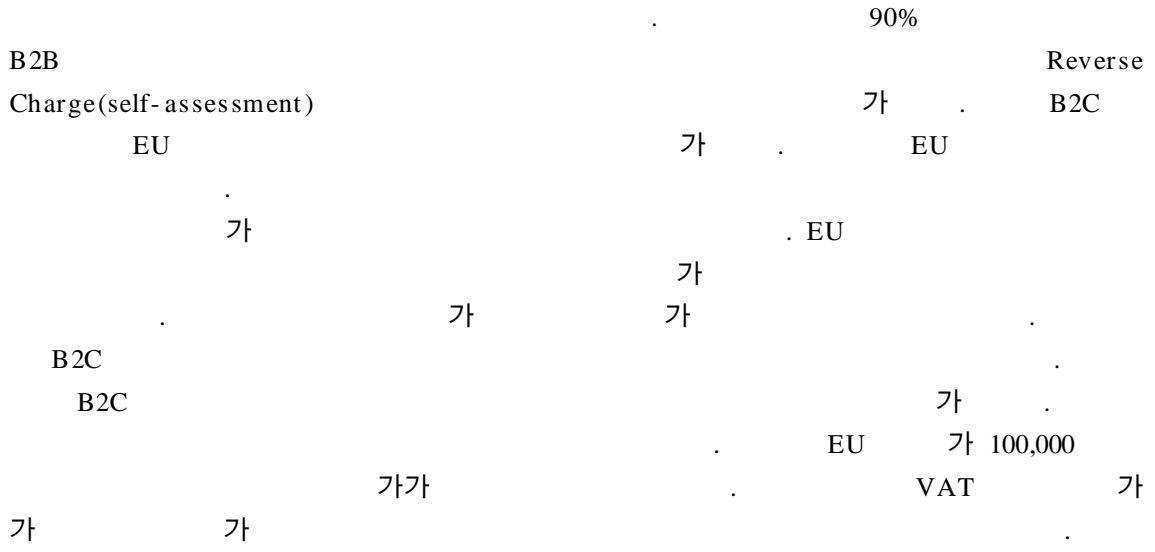 . 90%
B2B Reverse
Charge(self-assessment) 가 . B2C
EU 가 . EU
.
가 . EU
가
. 가 가 .
B2C .
B2C 가 .
. EU 가 100,000
가가 . VAT 가
가 가 .